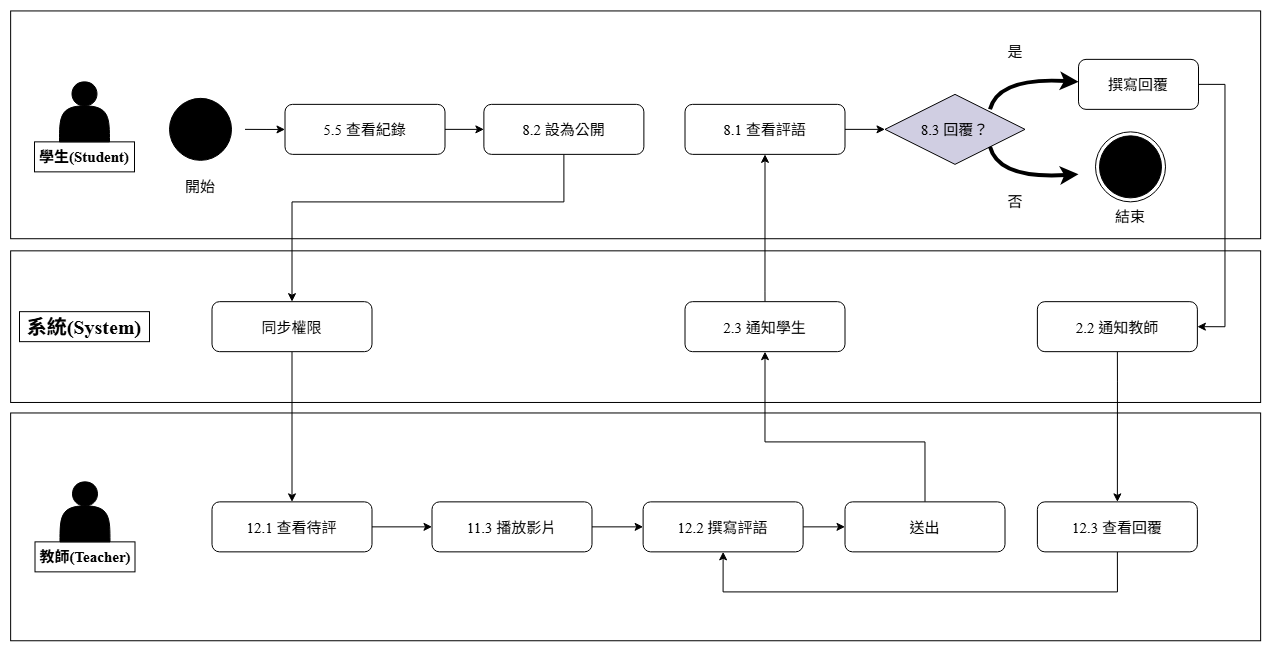 是
撰寫回覆
5.5 查看紀錄
8.2 設為公開
8.1 查看評語
8.3 回覆？
學生(Student)
開始
否
結束
系統(System)
同步權限
2.3 通知學生
2.2 通知教師
12.1 查看待評
11.3 播放影片
12.2 撰寫評語
送出
12.3 查看回覆
教師(Teacher)